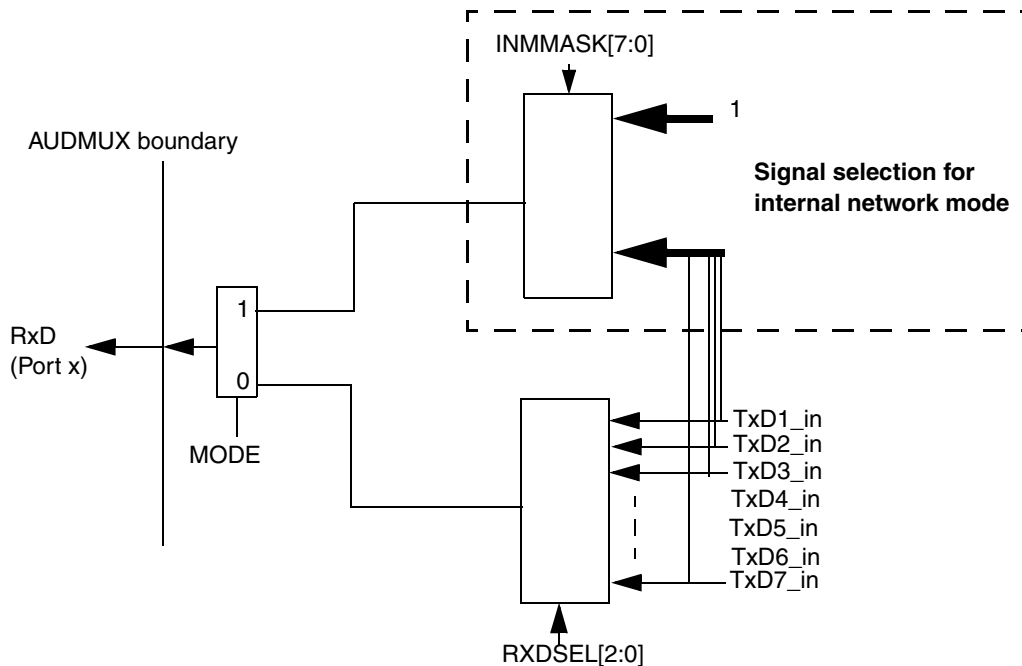 INMMASK[7:0]
1
AUDMUX boundary
Signal selection for
internal network mode
1
RxD
(Port x)
0
MODE
TxD1_in
TxD2_in
TxD3_in
TxD4_in
TxD5_in
TxD6_in
TxD7_in
RXDSEL[2:0]